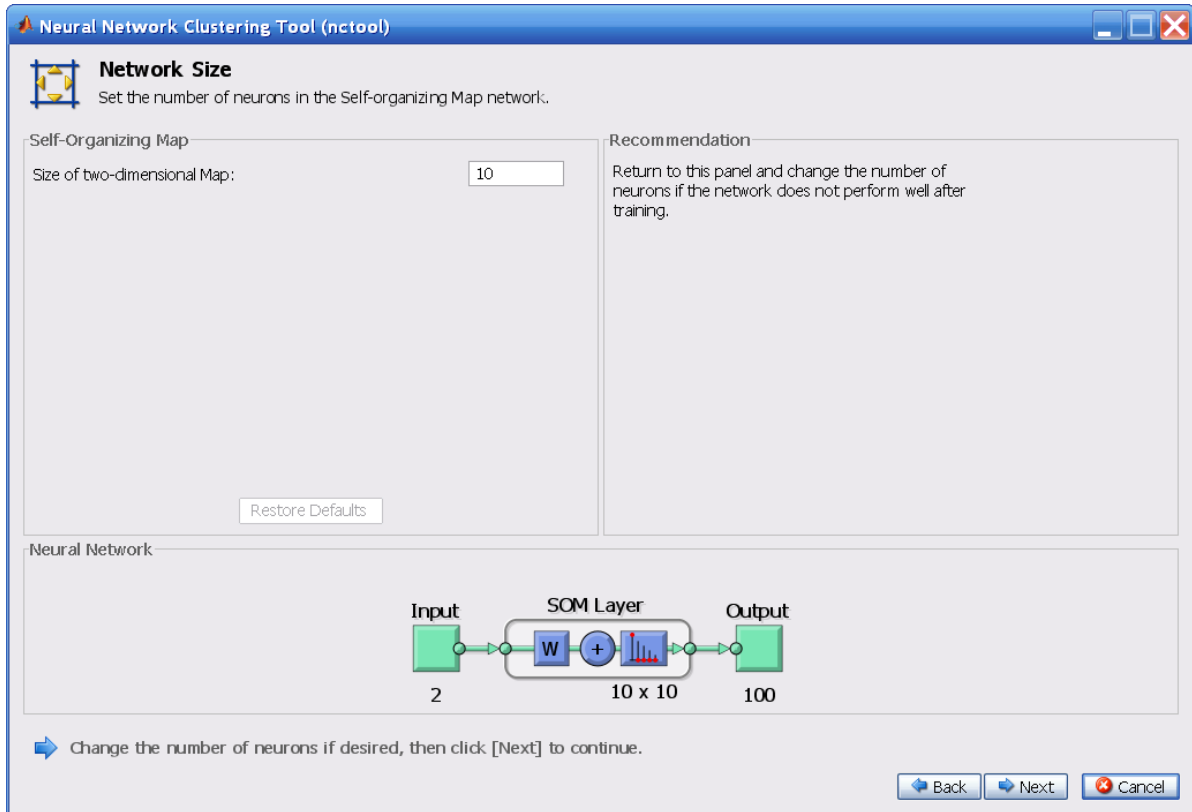 Neural Network Clustering Tool (nctool)
Network Size
Set the number of neurons in the Self-organizing Map network.
Self-Organizing Map
Size of two-dimensional Map:
10
Restore Defaults
Recommendation
Return to this panel and change the number of
neurons if the network does not perform well after
training.
Neural Network
Input
SOM Layer
Output
W
+
2
10 x 10
100
Change the number of neurons if desired, then click [Next] to continue.
Back
Next
Cancel